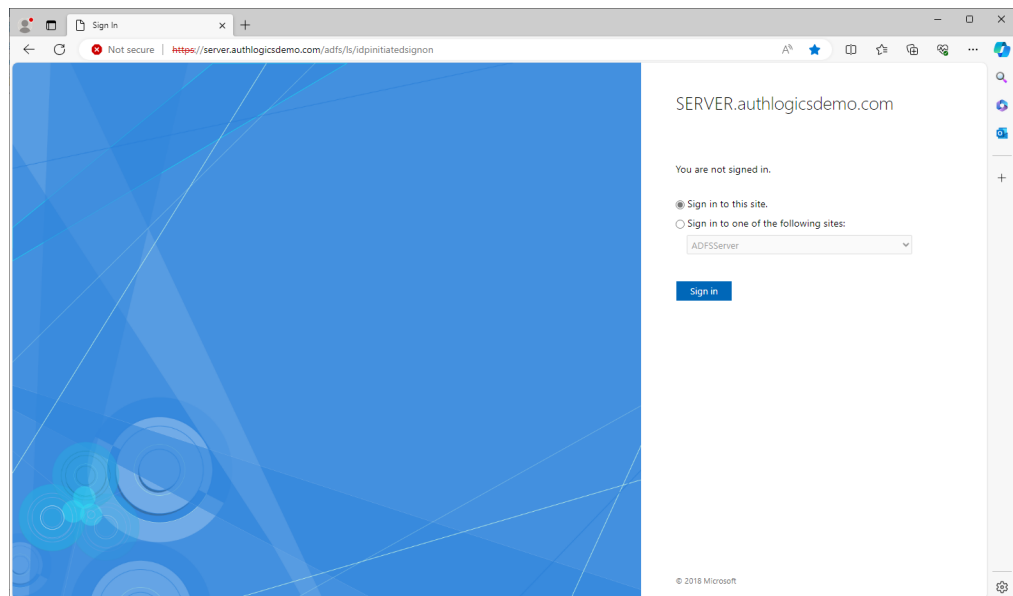 Sign In
Not secure
https://server.authlogicsdemo.com/adfs/ls/idpinitiatedsignon
SERVER.authlogicsdemo.com
You are not signed in.
Sign in to this site.
Sign in to one of the following sites:
ADFSServer
Sign in
© 2018 Microsoft